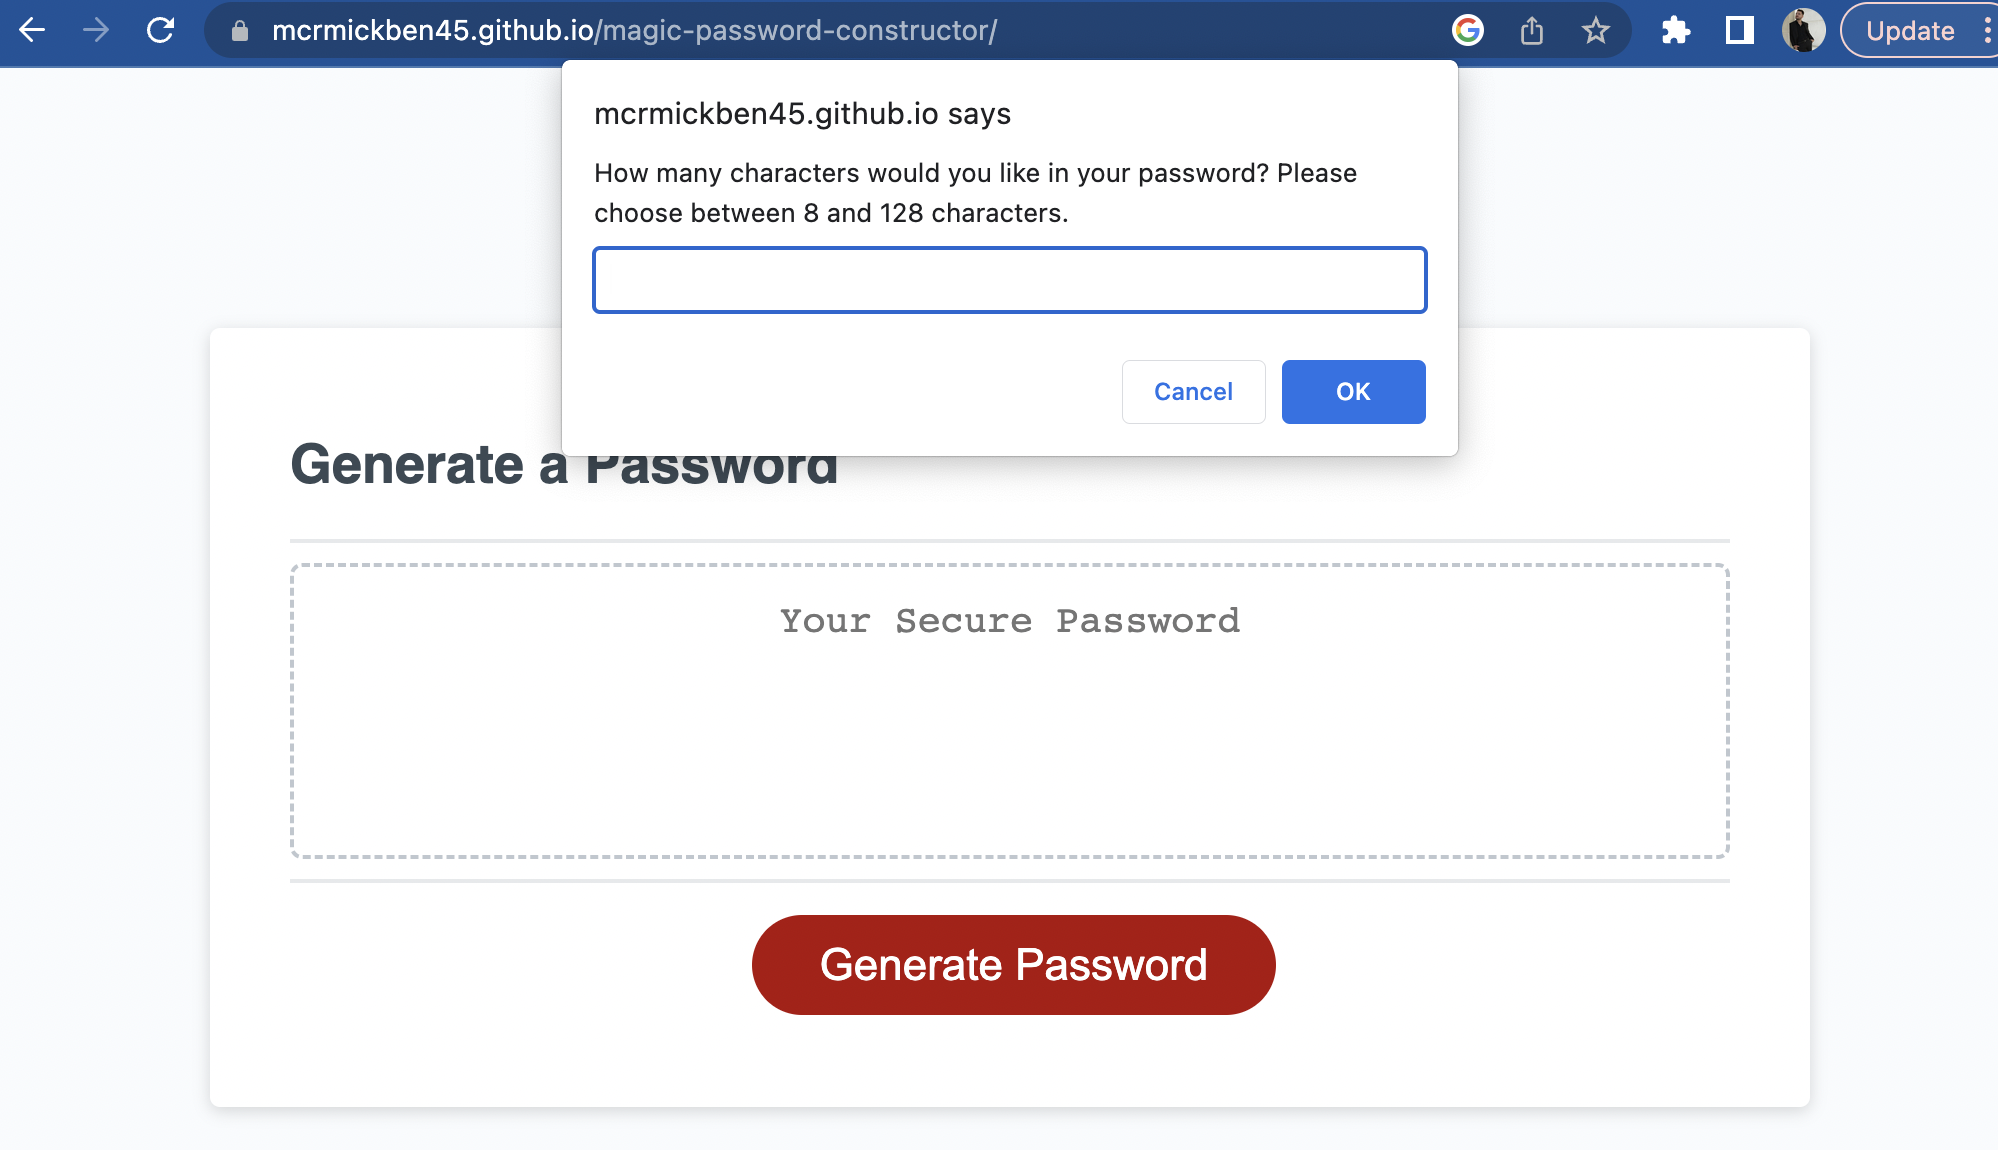 mcrmickben45.github.io/magic-password-constructor/
Update
mcrmickben45.github.io says
How many characters would you like in your password? Please
choose between 8 and 128 characters.
Cancel
OK
Generate a Password
Your Secure Password
Generate Password